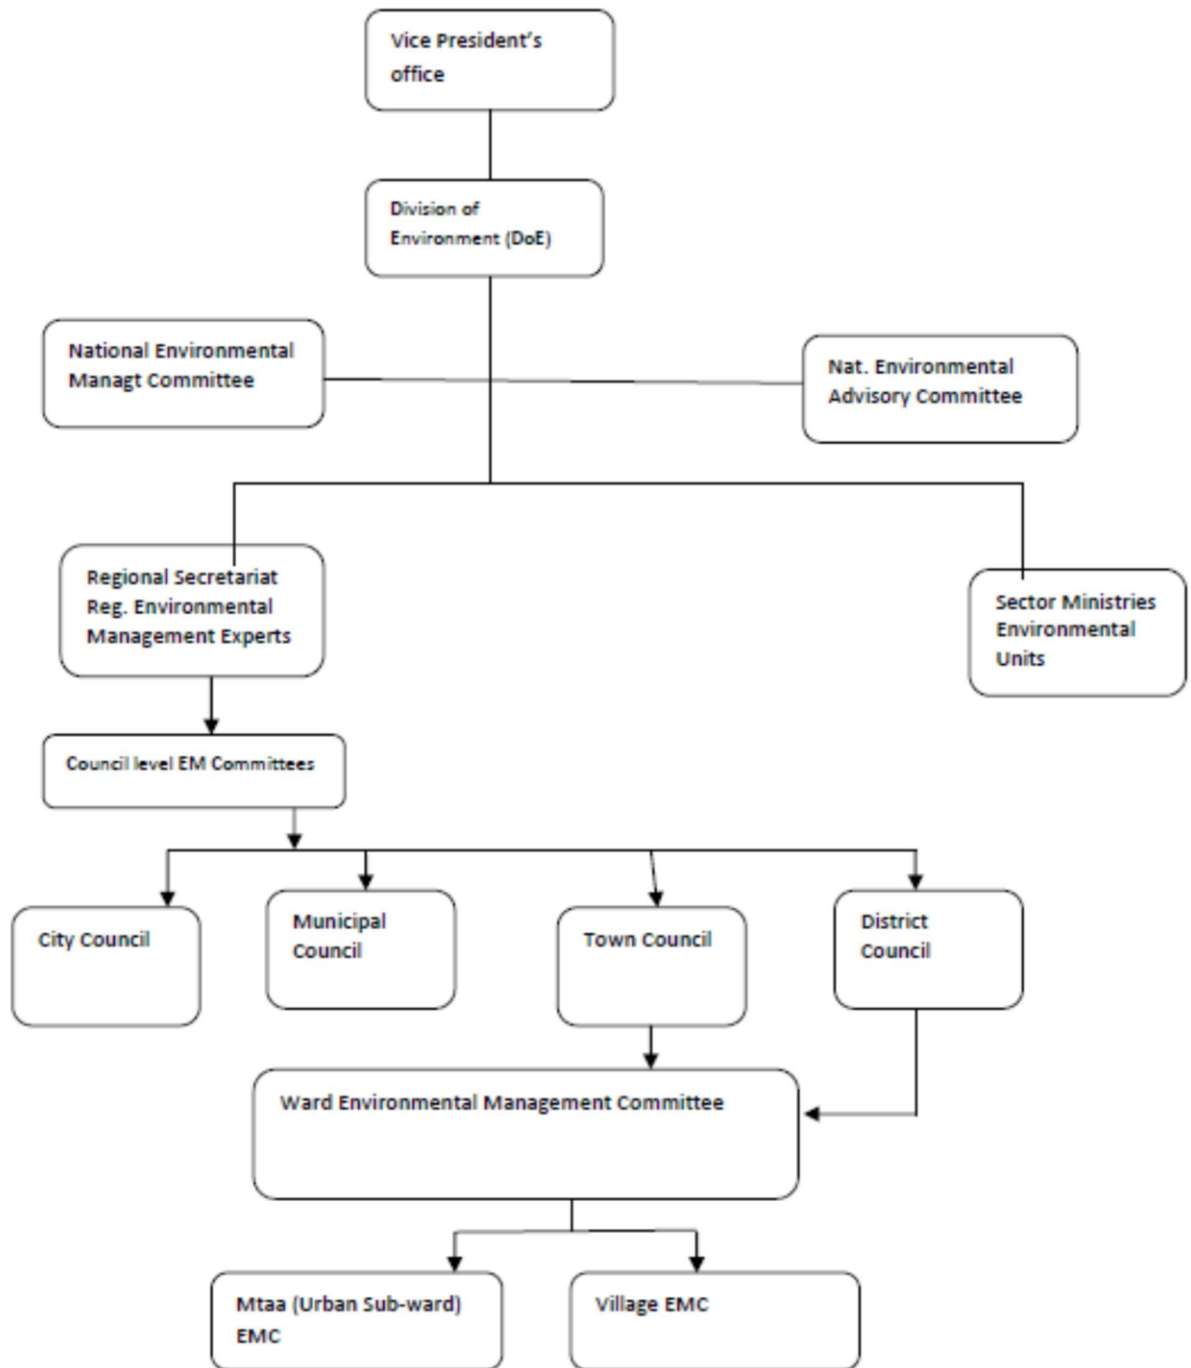 Vice President's
office
Division of
Environment (DoE)
National Environmental
Managt Committee
Nat. Environmental
Advisory Committee
Regional Secretariat
Reg. Environmental
Management Experts
Sector Ministries
Environmental
Units
Council level EM Committees
City Council
Municipal
Council
Town Council
District
Council
Ward Environmental Management Committee
Mtaa (Urban Sub-ward)
EMC
Village EMC